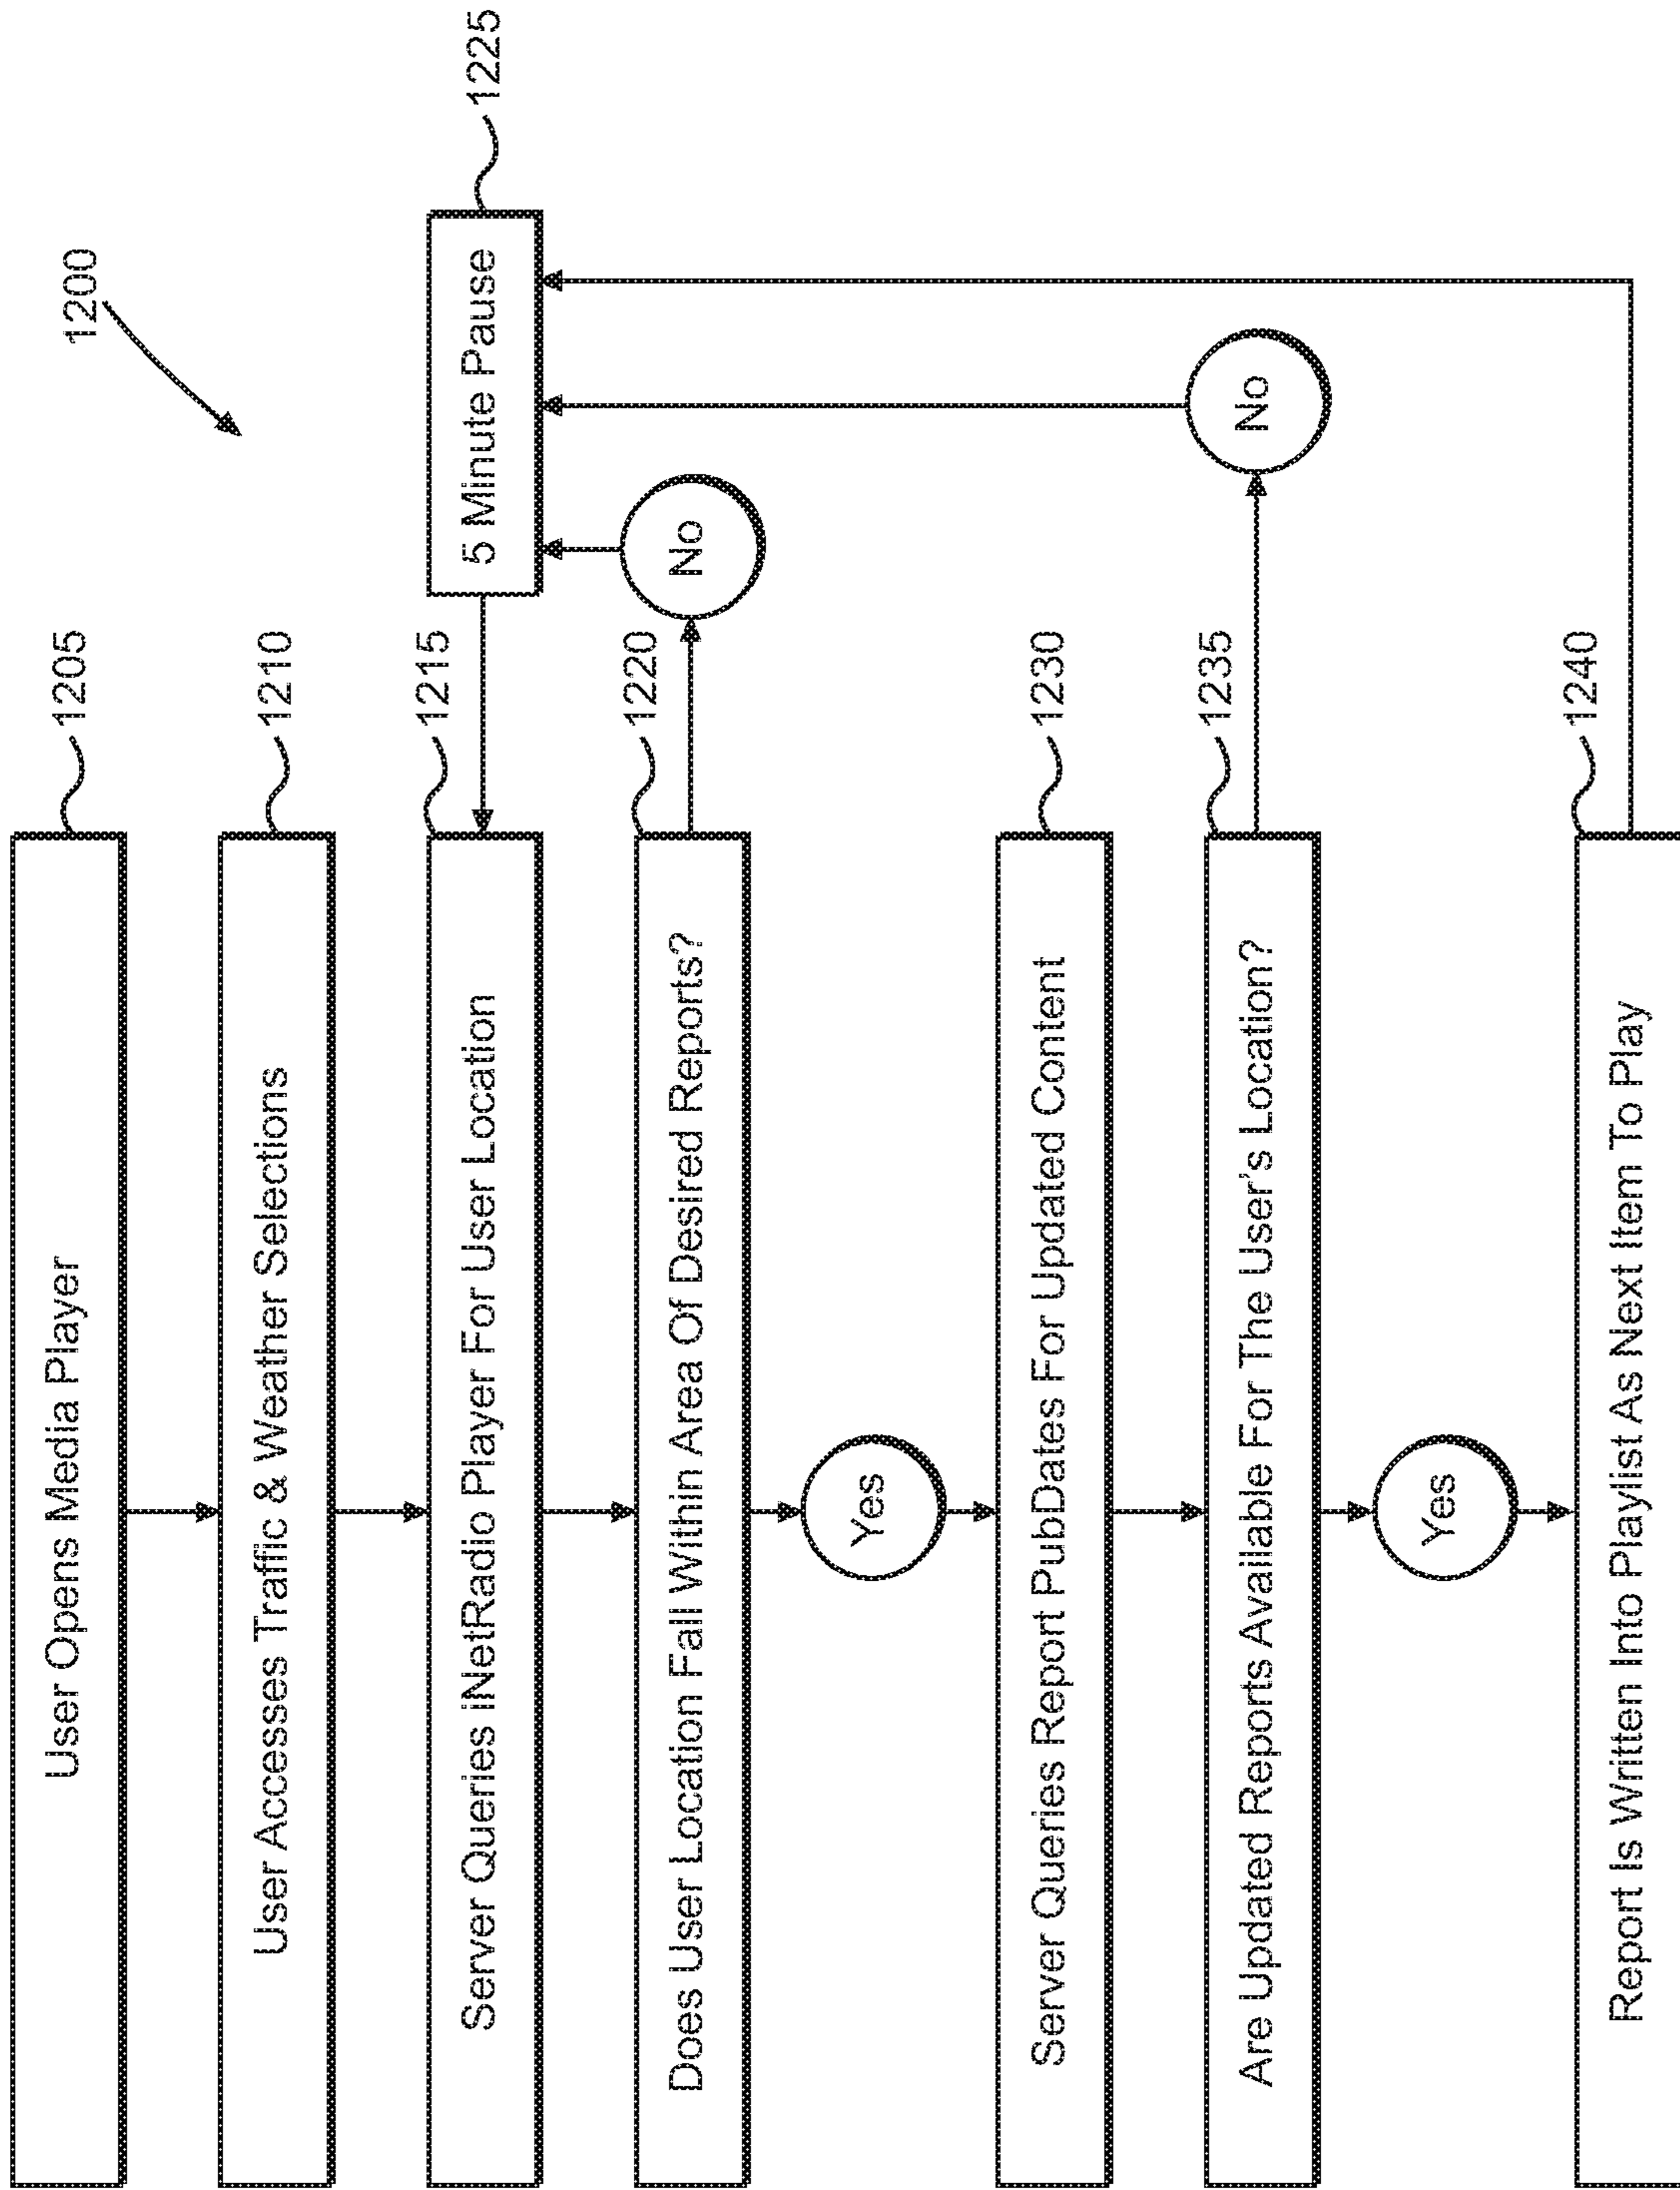 1200
User Opens Media Player
1205
User Accesses Traffic & Weather Selections
1210
Server Queries iNetRadio Player For User Location
1215
5 Minute Pause
1225
Does User Location Fall Within Area Of Desired Reports?
1220
No
Yes
Server Queries Report PubDates For Updated Content
1230
Are Updated Reports Available For The User's Location?
1235
No
Yes
Report Is Written Into Playlist As Next Item To Play
1240